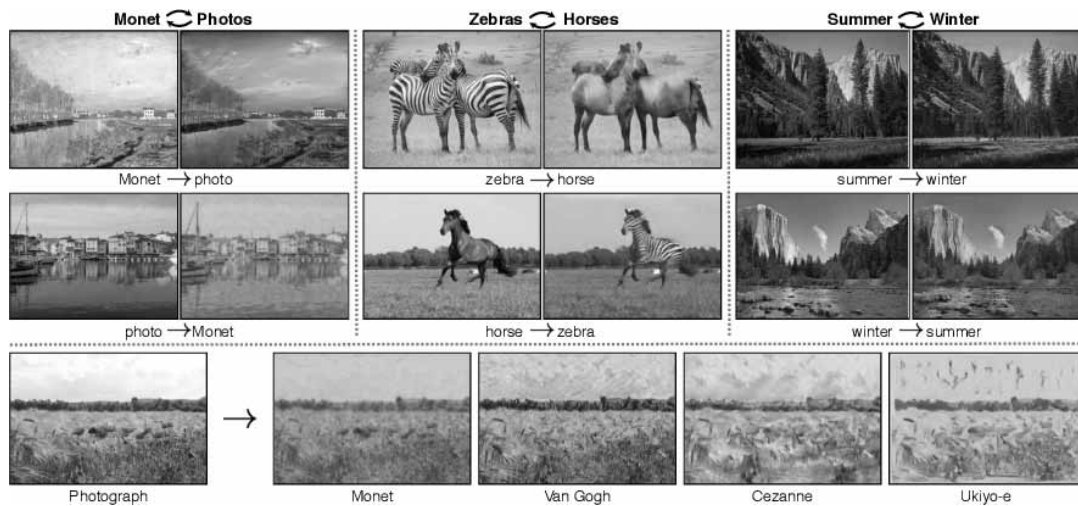 Monet Photos
Zebras Horses
Summer Winter
Monet → photo
zebra → horse
summer → winter
photo → Monet
horse → zebra
winter → summer
→
Photograph
Monet
Van Gogh
Cezanne
Ukiyo-e